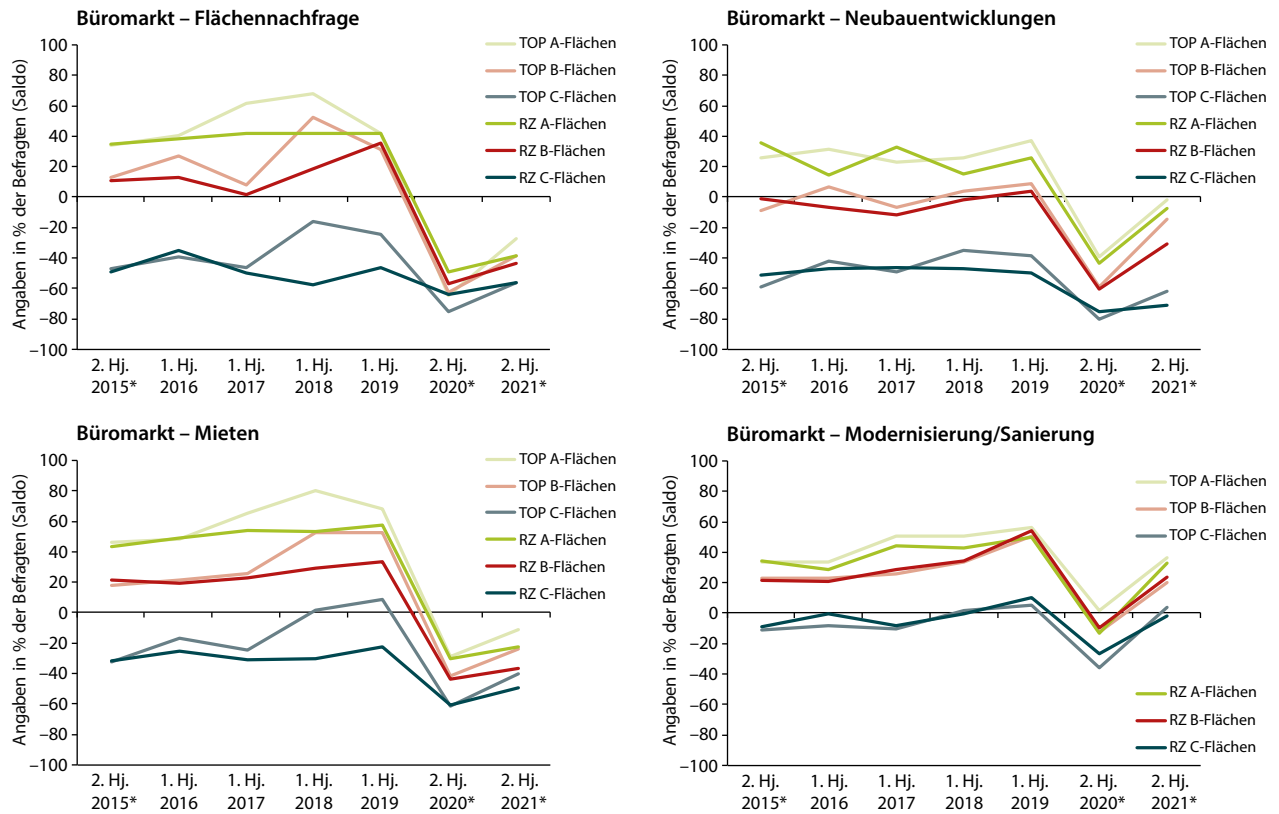 Büromarkt – Flächennachfrage
Angaben in % der Befragten (Saldo)
100
80
60
40
20
0
–20
–40
–60
–80
–100
TOP A-Flächen
TOP B-Flächen
TOP C-Flächen
RZ A-Flächen
RZ B-Flächen
RZ C-Flächen
2. Hj. 1. Hj. 1. Hj. 1. Hj. 1. Hj. 2. Hj. 2. Hj.
2015* 2016 2017 2018 2019 2020* 2021*
Büromarkt – Neubauentwicklungen
Angaben in % der Befragten (Saldo)
100
80
60
40
20
0
–20
–40
–60
–80
–100
TOP A-Flächen
TOP B-Flächen
TOP C-Flächen
RZ A-Flächen
RZ B-Flächen
RZ C-Flächen
2. Hj. 1. Hj. 1. Hj. 1. Hj. 1. Hj. 2. Hj. 2. Hj.
2015* 2016 2017 2018 2019 2020* 2021*
Büromarkt – Mieten
Angaben in % der Befragten (Saldo)
100
80
60
40
20
0
–20
–40
–60
–80
–100
TOP A-Flächen
TOP B-Flächen
TOP C-Flächen
RZ A-Flächen
RZ B-Flächen
RZ C-Flächen
2. Hj. 1. Hj. 1. Hj. 1. Hj. 1. Hj. 2. Hj. 2. Hj.
2015* 2016 2017 2018 2019 2020* 2021*
Büromarkt – Modernisierung/Sanierung
Angaben in % der Befragten (Saldo)
100
80
60
40
20
0
–20
–40
–60
–80
–100
TOP A-Flächen
TOP B-Flächen
TOP C-Flächen
RZ A-Flächen
RZ B-Flächen
RZ C-Flächen
2. Hj. 1. Hj. 1. Hj. 1. Hj. 1. Hj. 2. Hj. 2. Hj.
2015* 2016 2017 2018 2019 2020* 2021*